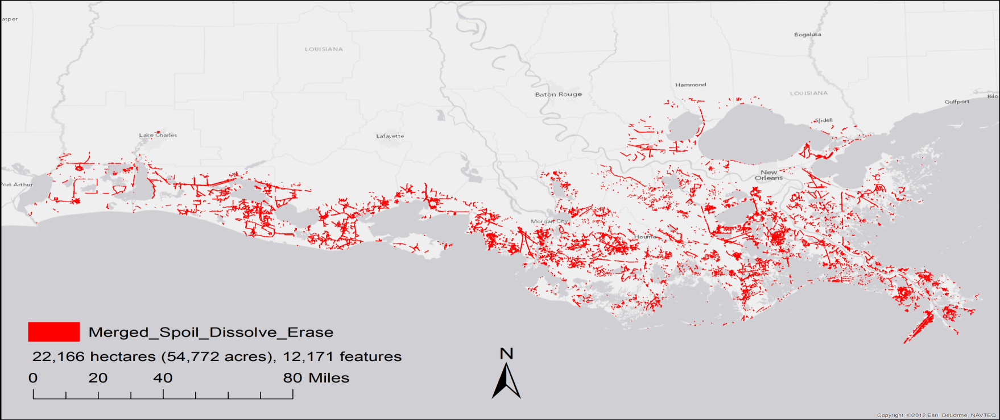 asper
LOUISIANA
Bogalusa
Hammond
Baton Rouge
LOUISIANA
Gulfport
Bilo
Slidell
Lake Charles
Lafayette
New
Orleans
Port Arthur
Morgan City
Houma
Merged_Spoil_Dissolve_Erase
22,166 hectares (54,772 acres), 12,171 features
0 20 40 80 Miles
N
Copyright: ©2012 Esri, DeLorme, NAVTEQ